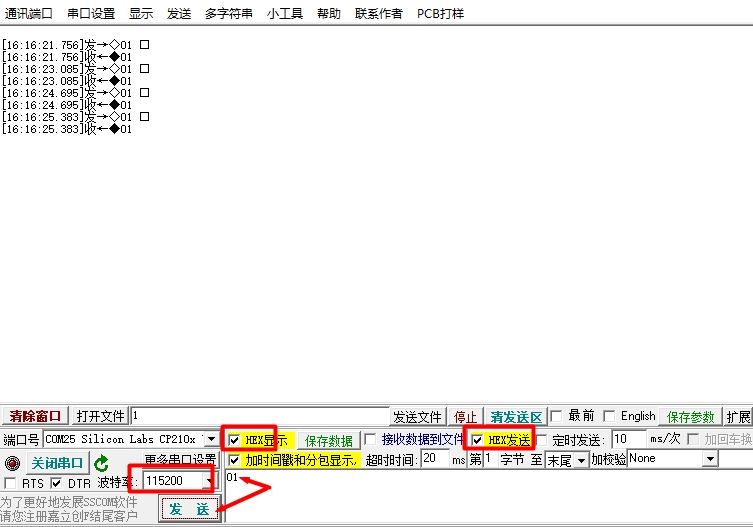 通讯端口 串口设置 显示 发送 多字符串 小工具 帮助 联系作者 PCB打样
[16:16:21.756]发→◇01 □
[16:16:21.756]收←◆01
[16:16:23.085]发→◇01 □
[16:16:23.085]收←◆01
[16:16:24.695]发→◇01 □
[16:16:24.695]收←◆01
[16:16:25.383]发→◇01 □
[16:16:25.383]收←◆01
清除窗口 打开文件 1 发送文件 停止 清发送区 最前 English 保存参数 扩展
端口号 COM25 Silicon Labs CP210x HEX显示 保存数据 接收数据到文件 HEX发送 定时发送: 10 ms/次 加回车换
关闭串口 更多串口设置 加时间戳和分包显示, 超时时间: 20 ms 第 1 字节 至 末尾 加校验 None
RTS DTR 波特率: 115200 01
为了更好地发展SSCOM软件
请您注册嘉立创F结尾客户
发 送